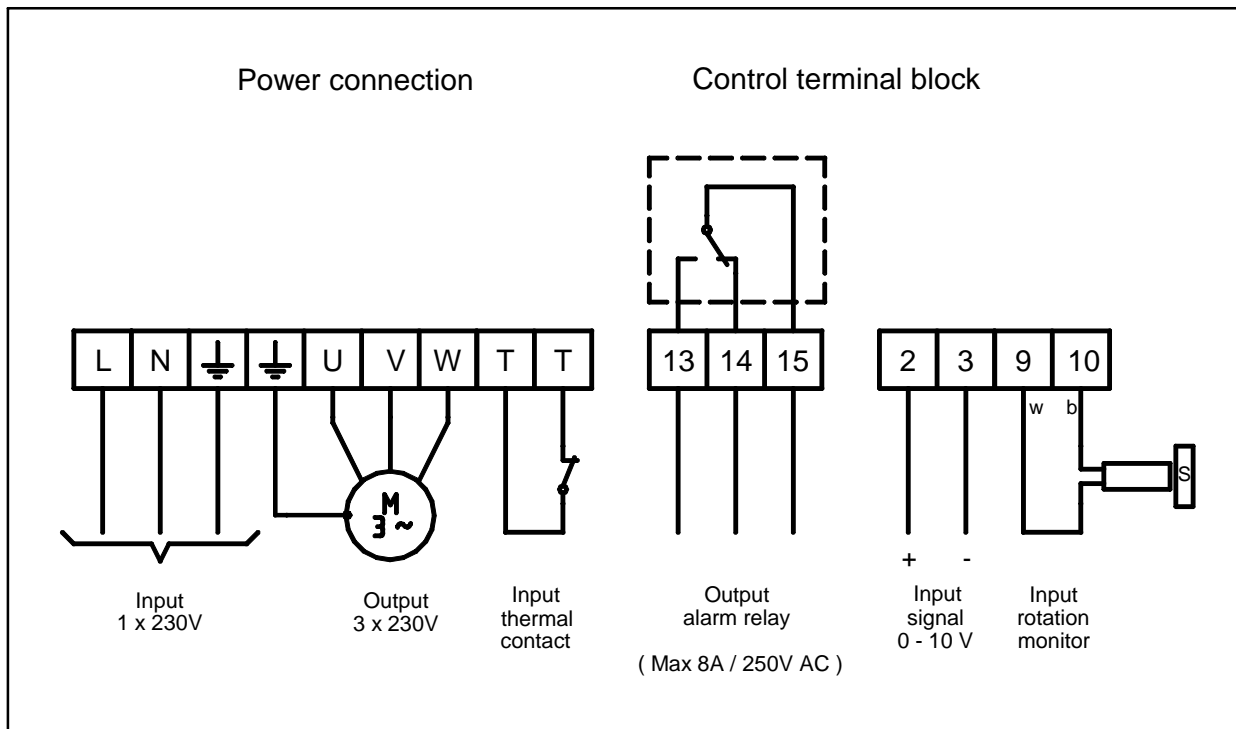 Power connection
Control terminal block
L N U V W T T
13 14 15
2 3 9 10
w b
S
M
3 ~
+ -
Input
1 x 230V
Output
3 x 230V
Input
thermal
contact
Output
alarm relay
( Max 8A / 250V AC )
Input
signal
0 - 10 V
Input
rotation
monitor